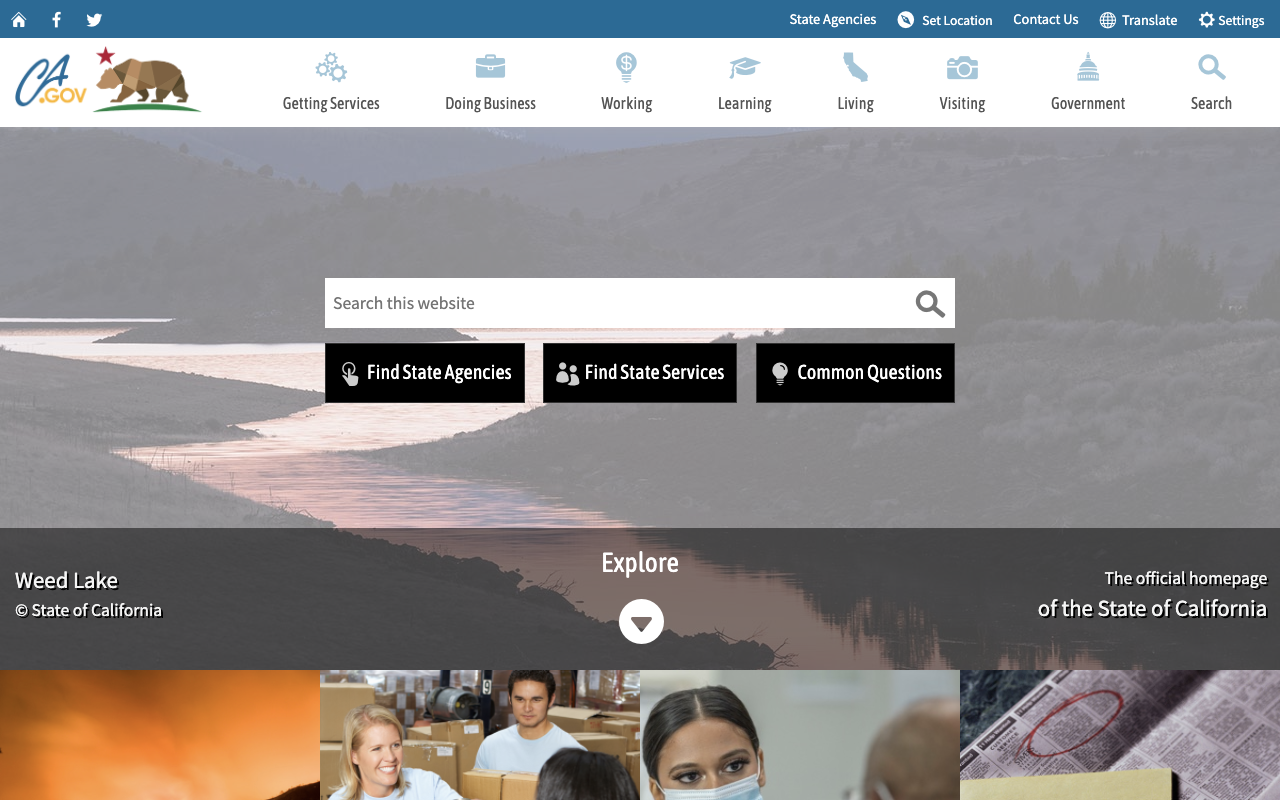 State Agencies
Set Location
Contact Us
Translate
Settings
CA
.GOV
Getting Services
Doing Business
Working
Learning
Living
Visiting
Government
Search
Search this website
Find State Agencies
Find State Services
Common Questions
Explore
Weed Lake
© State of California
The official homepage
of the State of California